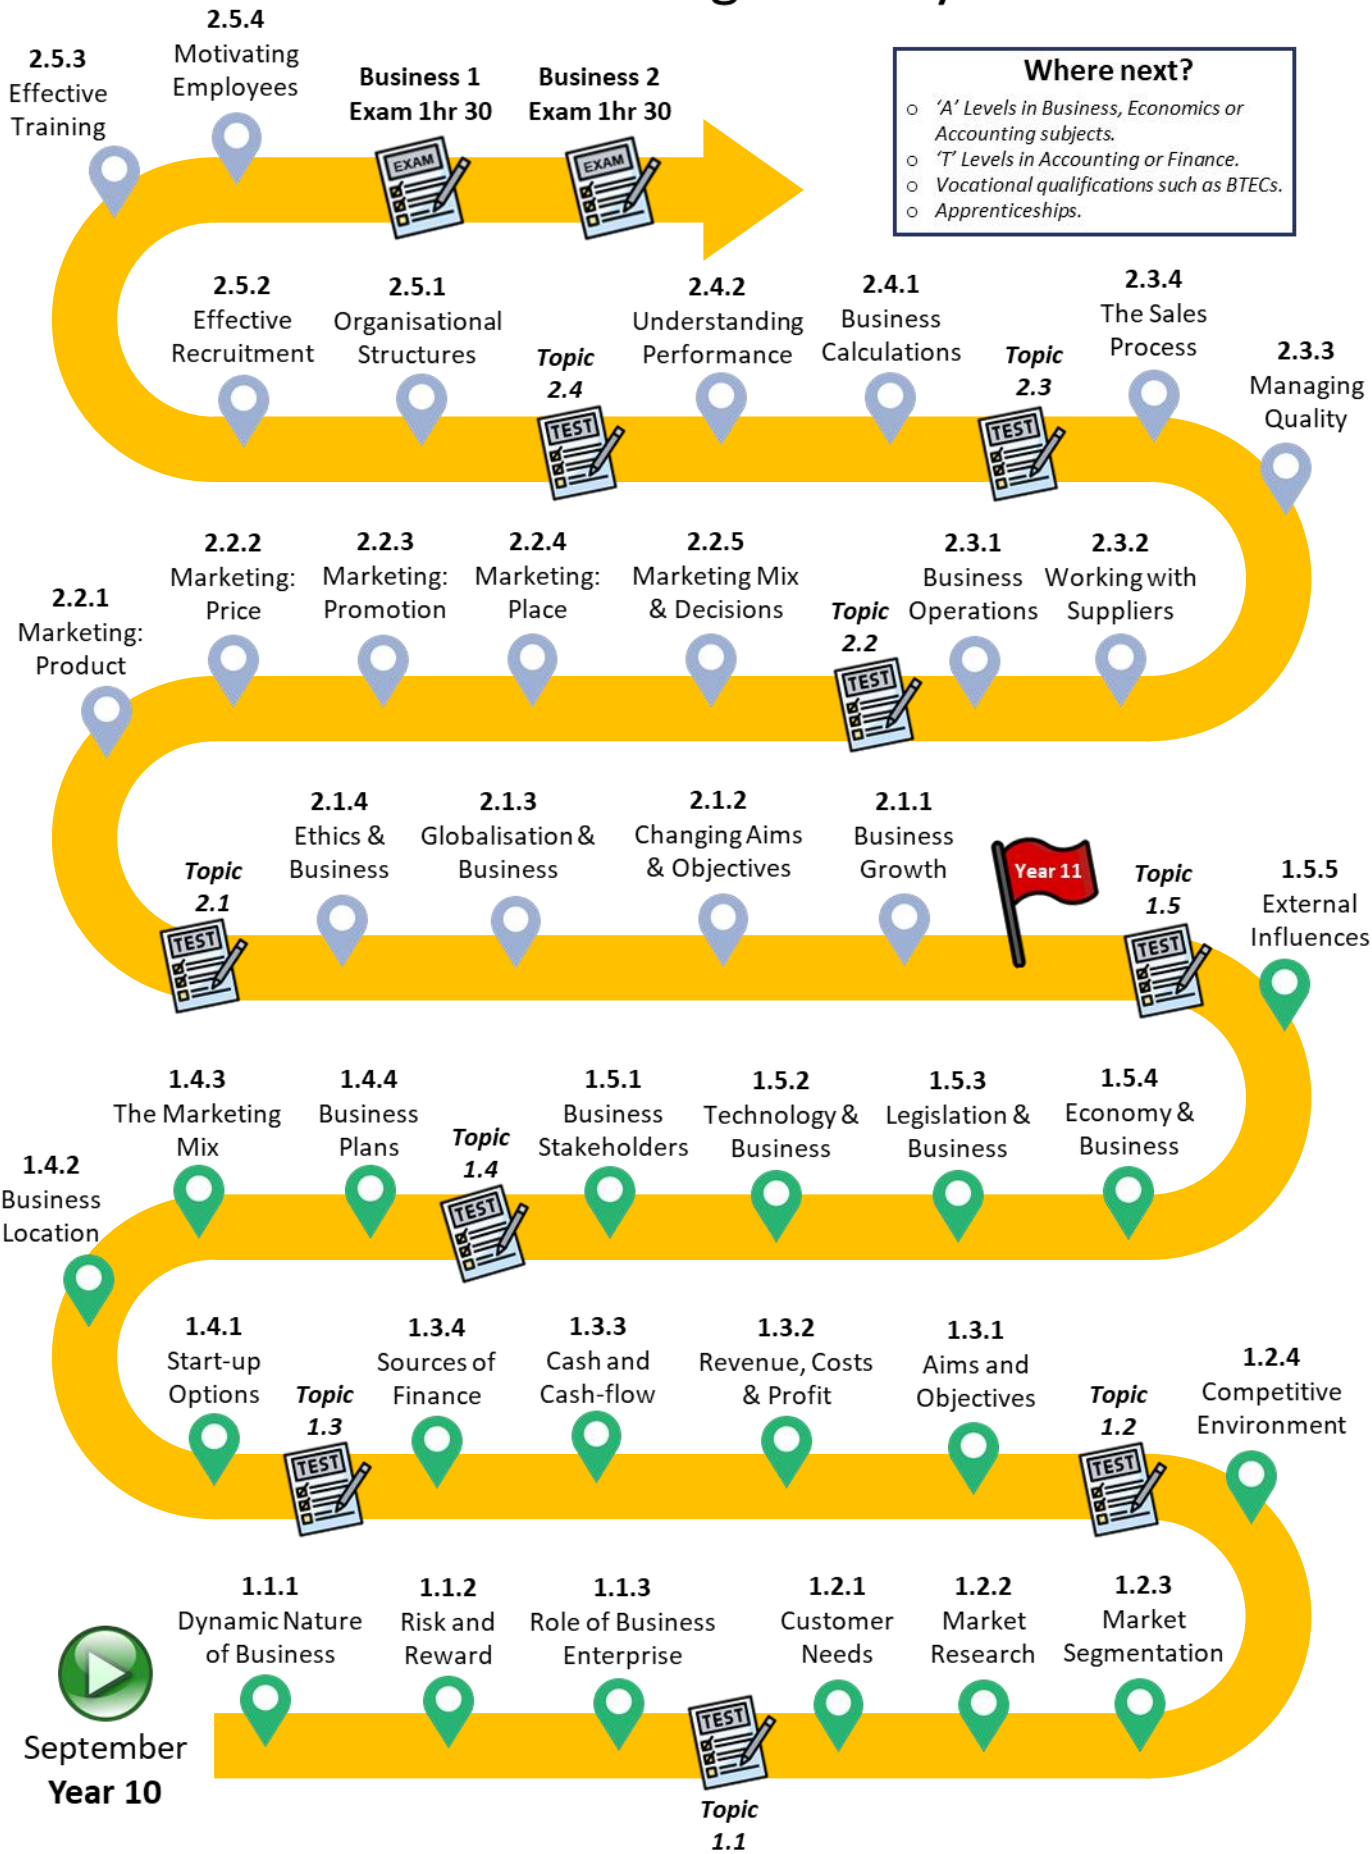 2.5.4
Motivating
Employees
2.5.3
Effective
Training
Business 1
Exam 1hr 30
Business 2
Exam 1hr 30
EXAM
EXAM
Where next?
o 'A' Levels in Business, Economics or
Accounting subjects.
o 'T' Levels in Accounting or Finance.
o Vocational qualifications such as BTECs.
o Apprenticeships.
2.5.2
Effective
Recruitment
2.5.1
Organisational
Structures
Topic
2.4
TEST
2.4.2
Understanding
Performance
2.4.1
Business
Calculations
Topic
2.3
TEST
2.3.4
The Sales
Process
2.3.3
Managing
Quality
2.2.1
Marketing:
Product
2.2.2
Marketing:
Price
2.2.3
Marketing:
Promotion
2.2.4
Marketing:
Place
2.2.5
Marketing Mix
& Decisions
Topic
2.2
TEST
2.3.1
Business
Operations
2.3.2
Working with
Suppliers
Topic
2.1
TEST
2.1.4
Ethics &
Business
2.1.3
Globalisation &
Business
2.1.2
Changing Aims
& Objectives
2.1.1
Business
Growth
Year 11
Topic
1.5
TEST
1.5.5
External
Influences
1.4.2
Business
Location
1.4.3
The Marketing
Mix
1.4.4
Business
Plans
Topic
1.4
TEST
1.5.1
Business
Stakeholders
1.5.2
Technology &
Business
1.5.3
Legislation &
Business
1.5.4
Economy &
Business
1.4.1
Start-up
Options
Topic
1.3
TEST
1.3.4
Sources of
Finance
1.3.3
Cash and
Cash-flow
1.3.2
Revenue, Costs
& Profit
1.3.1
Aims and
Objectives
Topic
1.2
TEST
1.2.4
Competitive
Environment
September
Year 10
1.1.1
Dynamic Nature
of Business
1.1.2
Risk and
Reward
1.1.3
Role of Business
Enterprise
TEST
Topic
1.1
1.2.1
Customer
Needs
1.2.2
Market
Research
1.2.3
Market
Segmentation